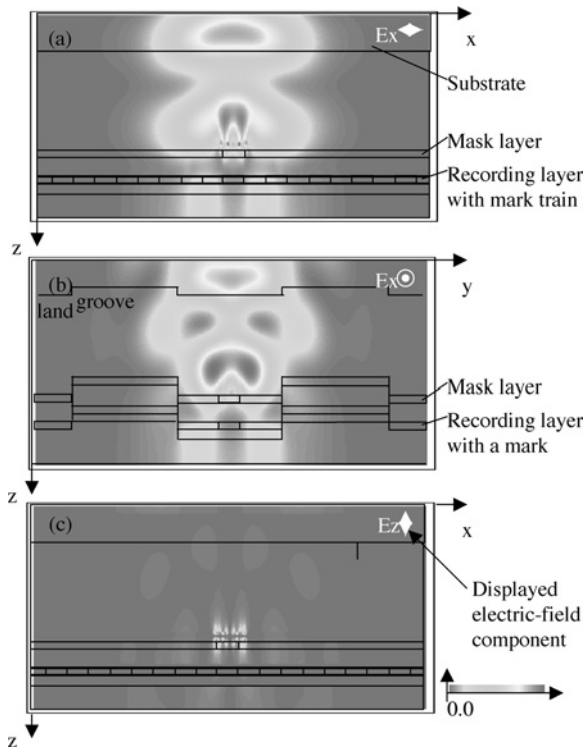 (a)
Ex
x
Substrate
Mask layer
Recording layer
with mark train
z
(b)
Ex
y
land
groove
Mask layer
Recording layer
with a mark
z
(c)
Ez
x
Displayed
electric-field
component
0.0
z